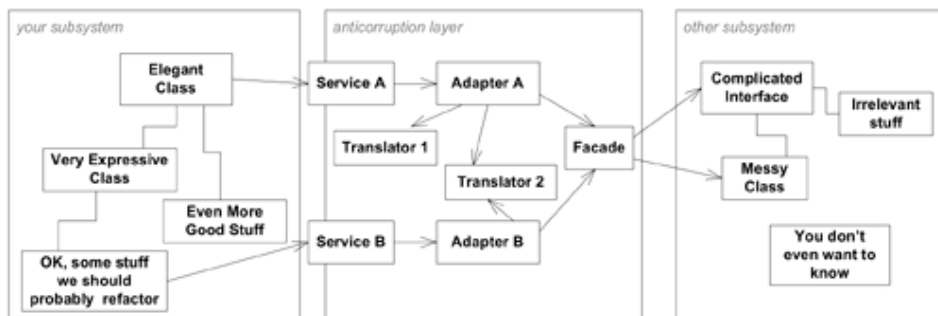 your subsystem
anticorruption layer
other subsystem
Elegant
Class
Service A
Adapter A
Complicated
Interface
Irrelevant
stuff
Translator 1
Facade
Very Expressive
Class
Translator 2
Messy
Class
Even More
Good Stuff
Service B
Adapter B
You don't
even want to
know
OK, some stuff
we should
probably refactor